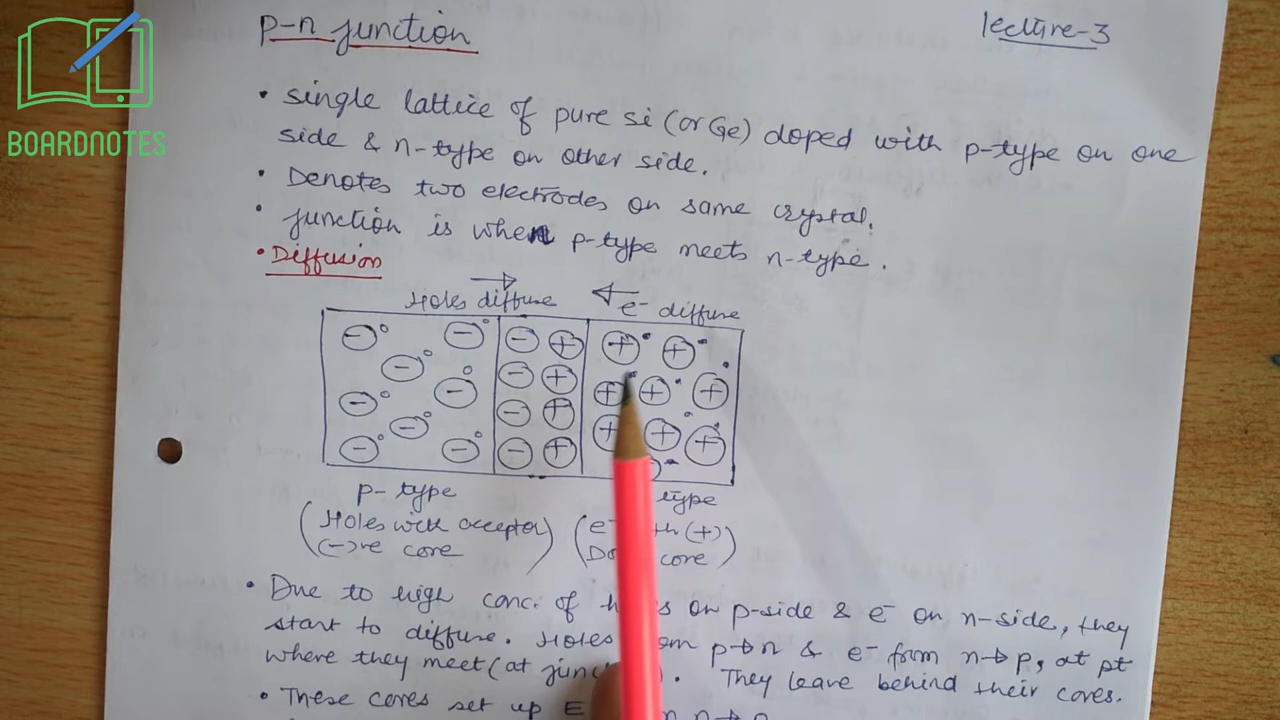 BOARDNOTES
p-n junction
lecture-3
• single lattice of pure si (or Ge) doped with p-type on one
side & n-type on other side.
• Denotes two electrodes on same crystal.
• junction is when p-type meets n-type.
• Diffusion
Holes diffuse
e⁻ diffuse
p-type
type
(Holes with acceptor
(-)ve core)
(+)
core)
• Due to high conc. of on p-side & e⁻ on n-side, they
start to diffuse. Holes p→n & e⁻ from n→p, at pt
where they meet (at . They leave behind their cores.
• These cores set up E n→p